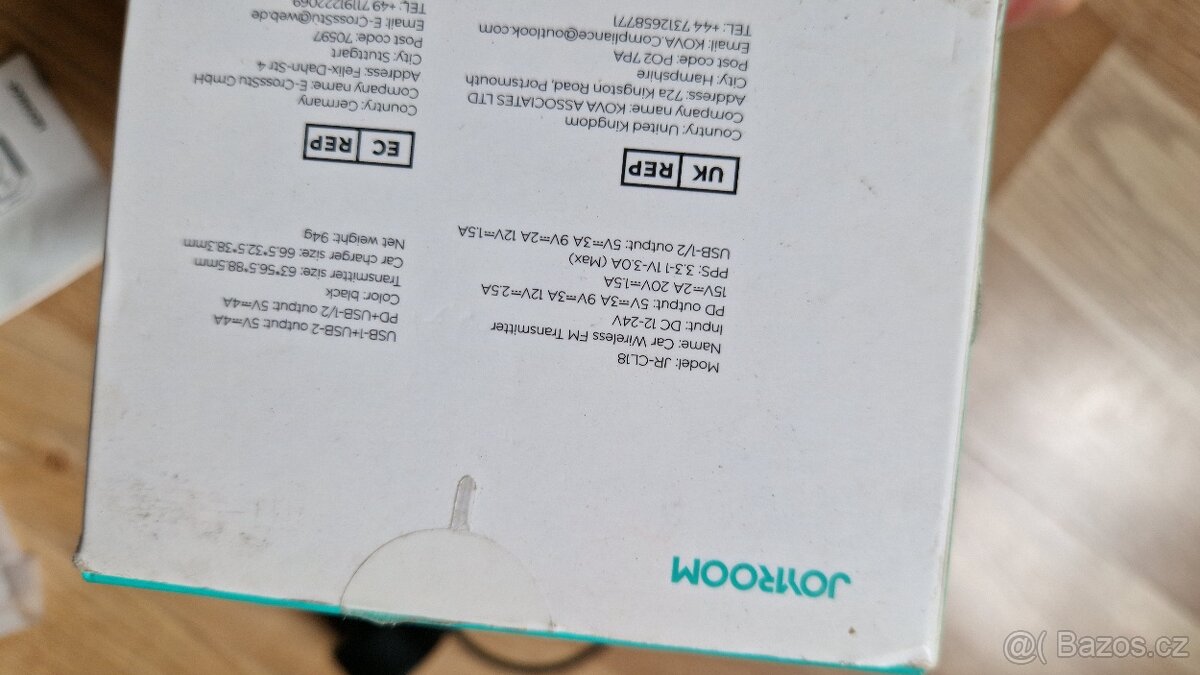 JOYROOM
Model: JR-CL18
Name: Car Wireless FM Transmitter
input: DC 12-24V
PD output: 5V⎓3A 9V⎓3A 12V⎓2.5A
15V⎓2A 20V⎓1.5A
PPS: 3.3-11V-3.0A (Max)
USB-1/2 output: 5V⎓3A 9V⎓2A 12V⎓1.5A
USB-1+USB-2 output: 5V⎓4A
PD+USB-1/2 output: 5V⎓4A
Color: black
Transmitter size: 63*56.5*88.5mm
Car charger size: 66.5*32.5*38.3mm
Net weight: 94g
UK REP
Country: United Kingdom
Company name: KOVA ASSOCIATES LTD
Address: 72a Kingston Road, Portsmouth
City: Hampshire
Post code: PO2 7PA
Email: KOVA.Compliance@outlook.com
TEL: +44 7312658771
EC REP
Country: Germany
Company name: E-CrossStu GmbH
Address: Felix-Dahn-Str 4
City: Stuttgart
Post code: 70597
Email: E-CrossStu@web.de
TEL: +49 71191222069
@( Bazos.cz